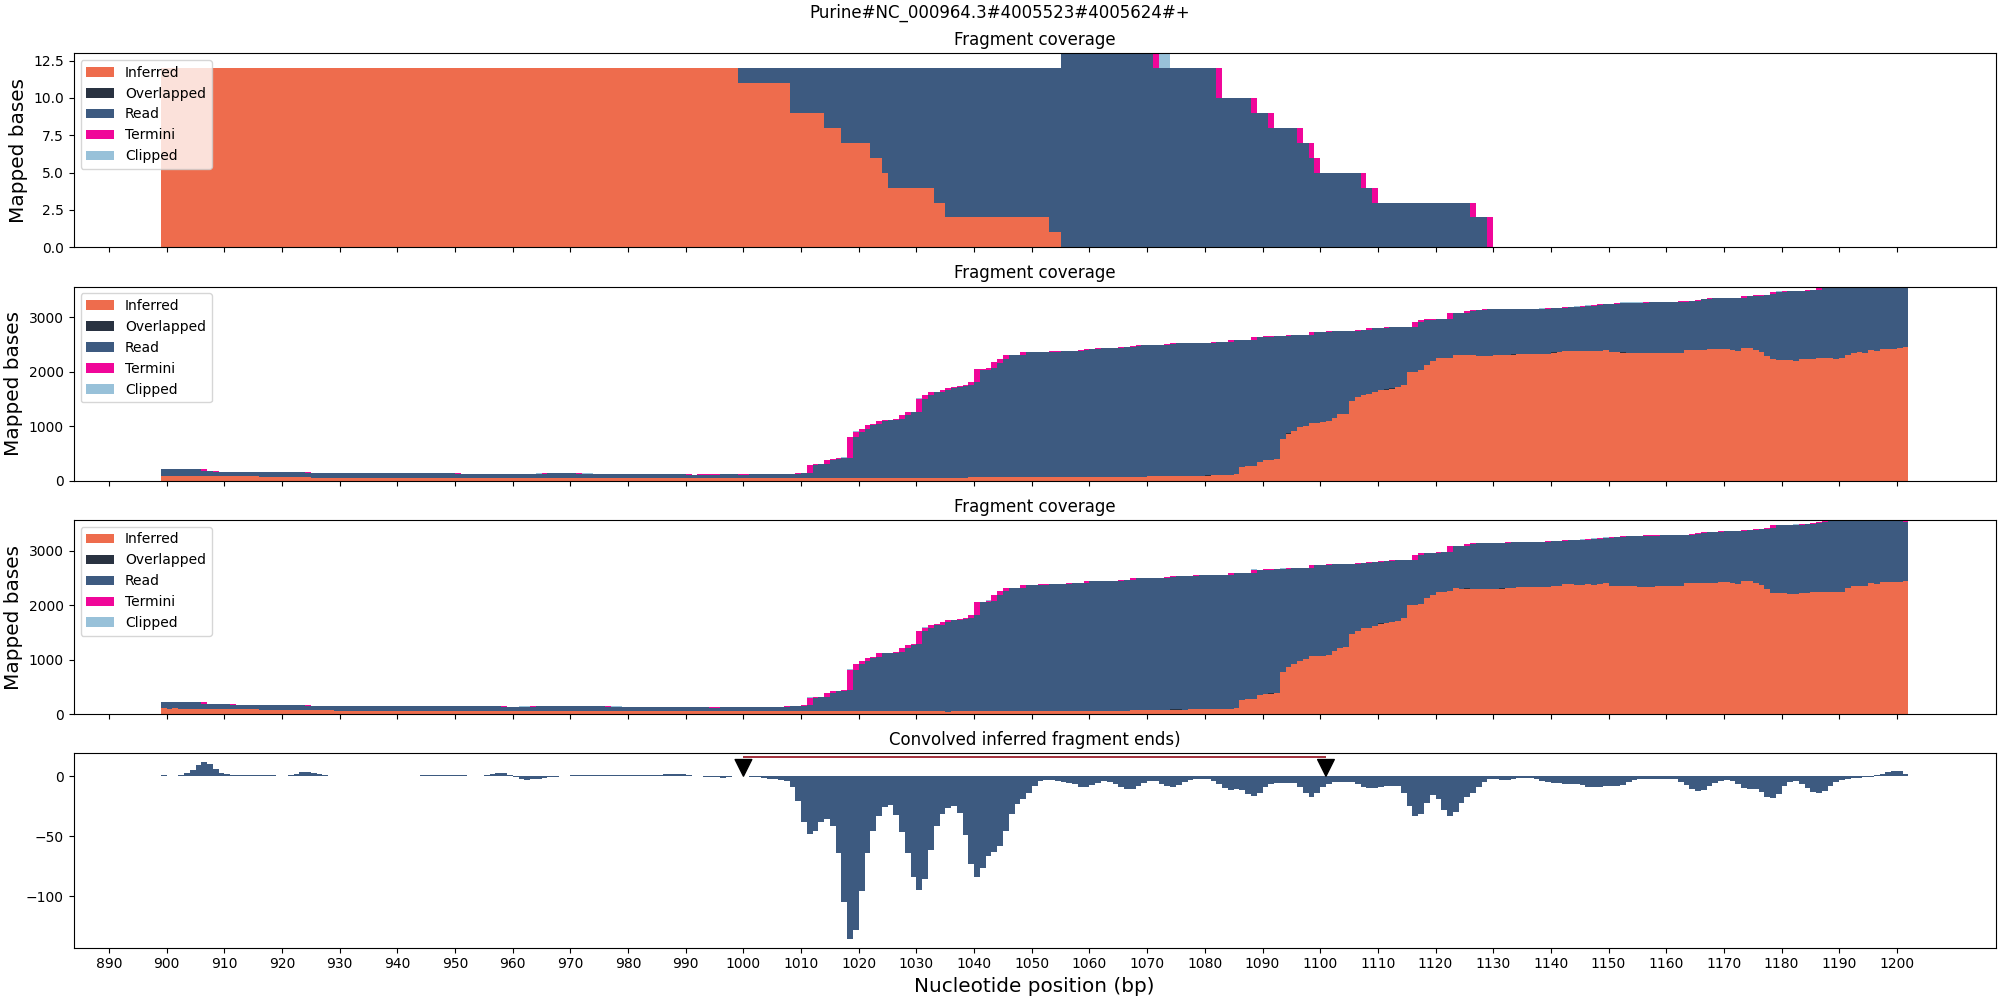 Purine#NC_000964.3#4005523#4005624#+
Fragment coverage
Mapped bases
12.5
10.0
7.5
5.0
2.5
0.0
Inferred
Overlapped
Read
Termini
Clipped
Fragment coverage
Mapped bases
3000
2000
1000
0
Inferred
Overlapped
Read
Termini
Clipped
Fragment coverage
Mapped bases
3000
2000
1000
0
Inferred
Overlapped
Read
Termini
Clipped
Convolved inferred fragment ends)
0
−50
−100
890 900 910 920 930 940 950 960 970 980 990 1000 1010 1020 1030 1040 1050 1060 1070 1080 1090 1100 1110 1120 1130 1140 1150 1160 1170 1180 1190 1200
Nucleotide position (bp)